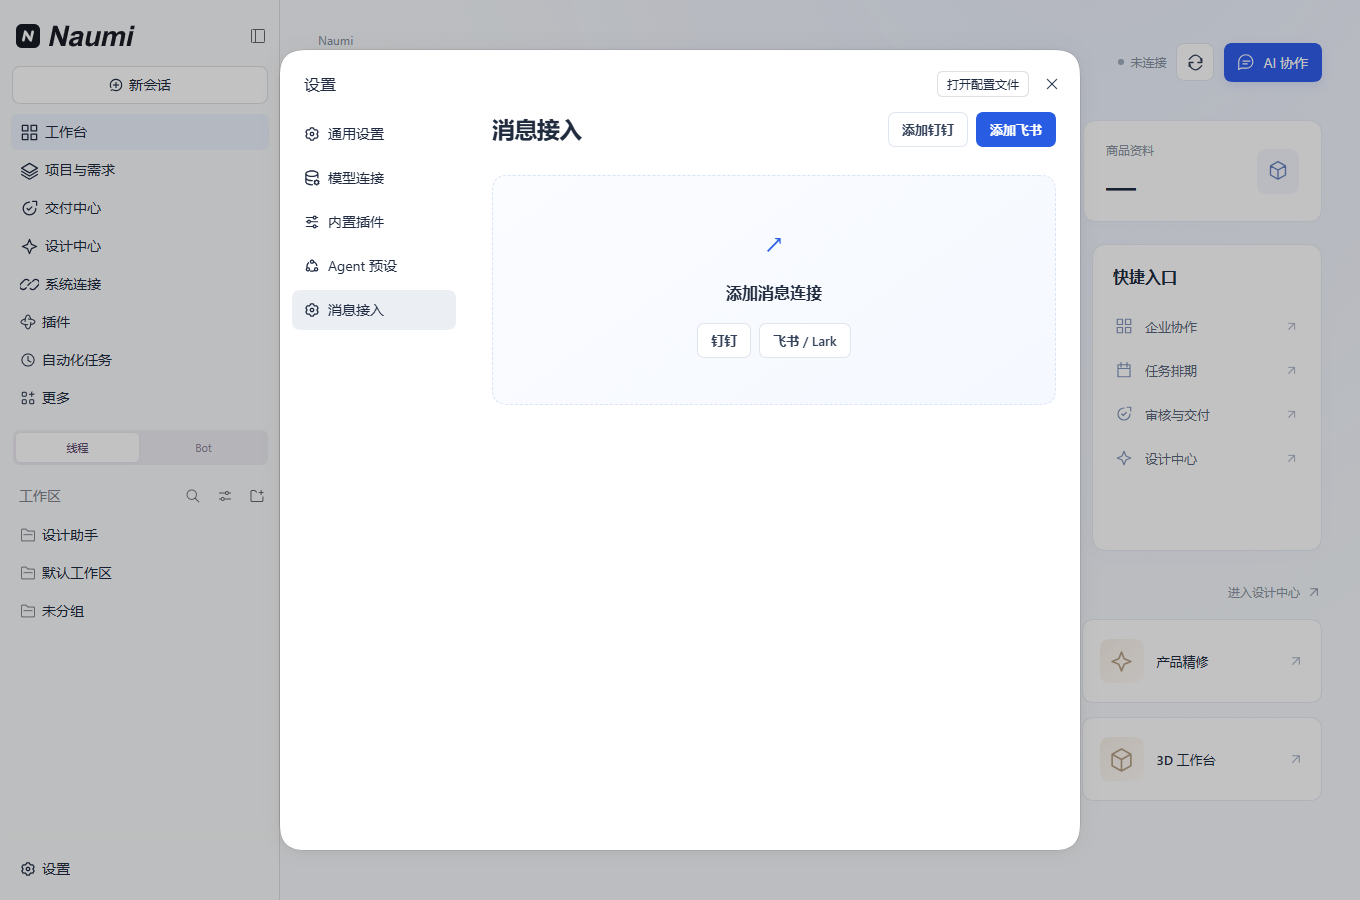 Naumi
新会话
工作台
项目与需求
交付中心
设计中心
系统连接
插件
自动化任务
更多
线程
Bot
工作区
设计助手
默认工作区
未分组
设置
Naumi
未连接
AI 协作
设置
打开配置文件
通用设置
模型连接
内置插件
Agent 预设
消息接入
消息接入
添加钉钉
添加飞书
添加消息连接
钉钉
飞书 / Lark
商品资料
快捷入口
企业协作
任务排期
审核与交付
设计中心
进入设计中心
产品精修
3D 工作台